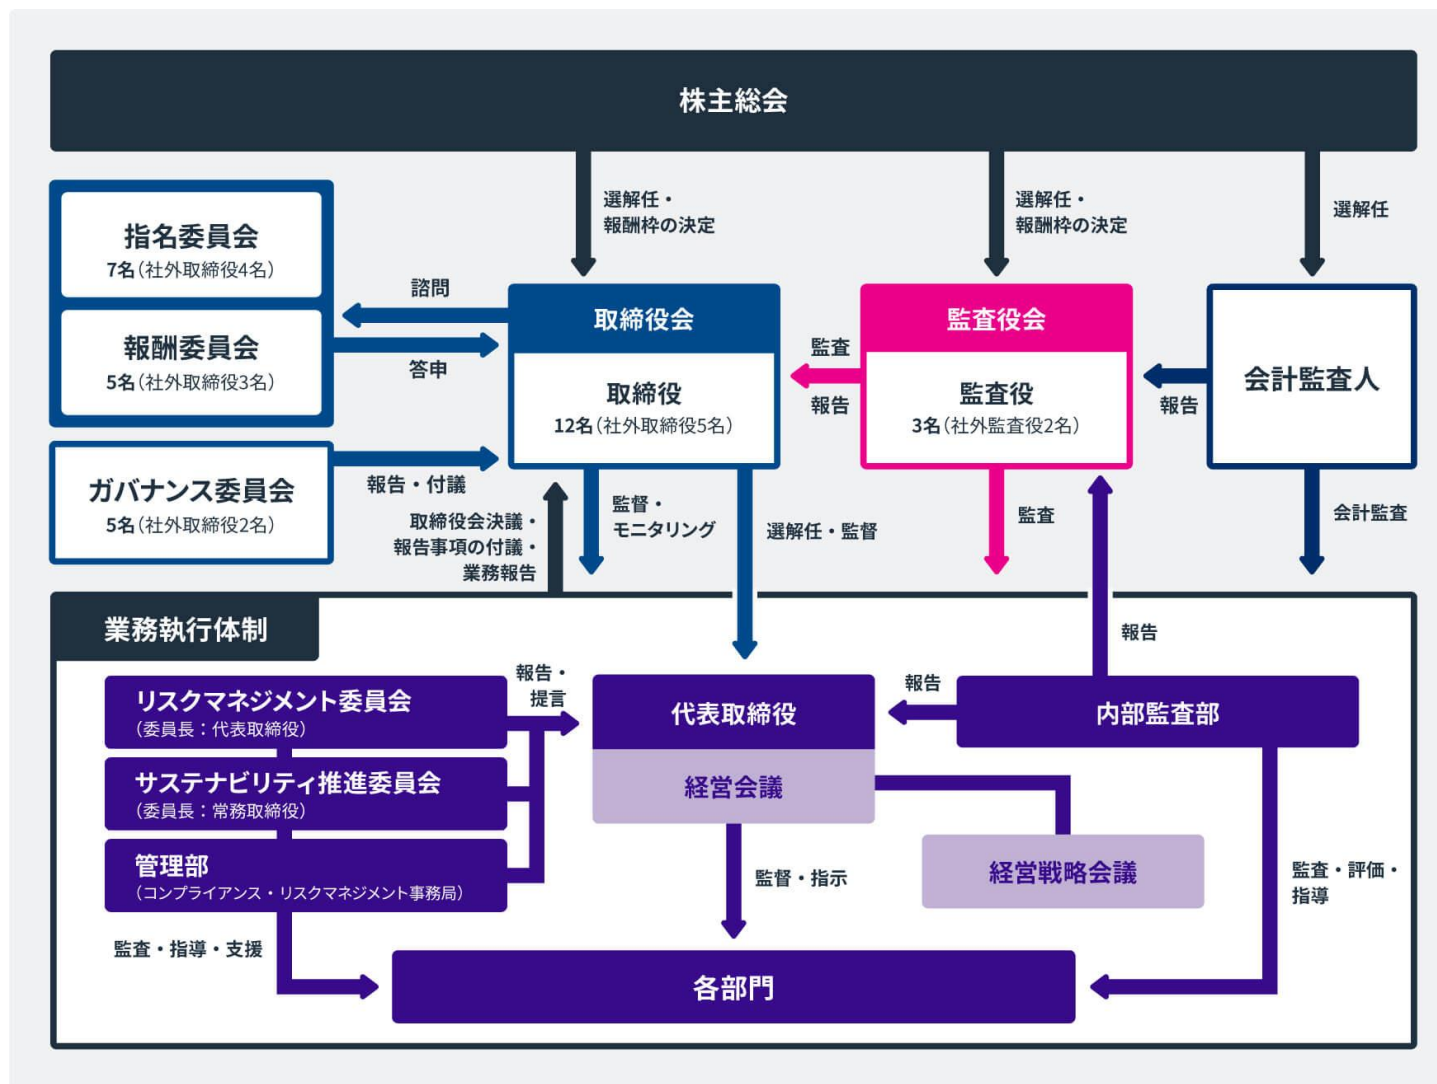 株主総会
選解任・
報酬枠の決定
選解任・
報酬枠の決定
選解任
指名委員会
7名(社外取締役4名)
報酬委員会
5名(社外取締役3名)
諮問
答申
取締役会
取締役
12名(社外取締役5名)
監査
報告
監査役会
監査役
3名(社外監査役2名)
報告
会計監査人
ガバナンス委員会
5名(社外取締役2名)
報告・付議
取締役会決議・
報告事項の付議・
業務報告
監督・
モニタリング
選解任・監督
監査
会計監査
業務執行体制
報告
リスクマネジメント委員会
(委員長:代表取締役)
サステナビリティ推進委員会
(委員長:常務取締役)
管理部
(コンプライアンス・リスクマネジメント事務局)
報告・
提言
代表取締役
経営会議
報告
内部監査部
経営戦略会議
監督・指示
監査・評価・
指導
監査・指導・支援
各部門